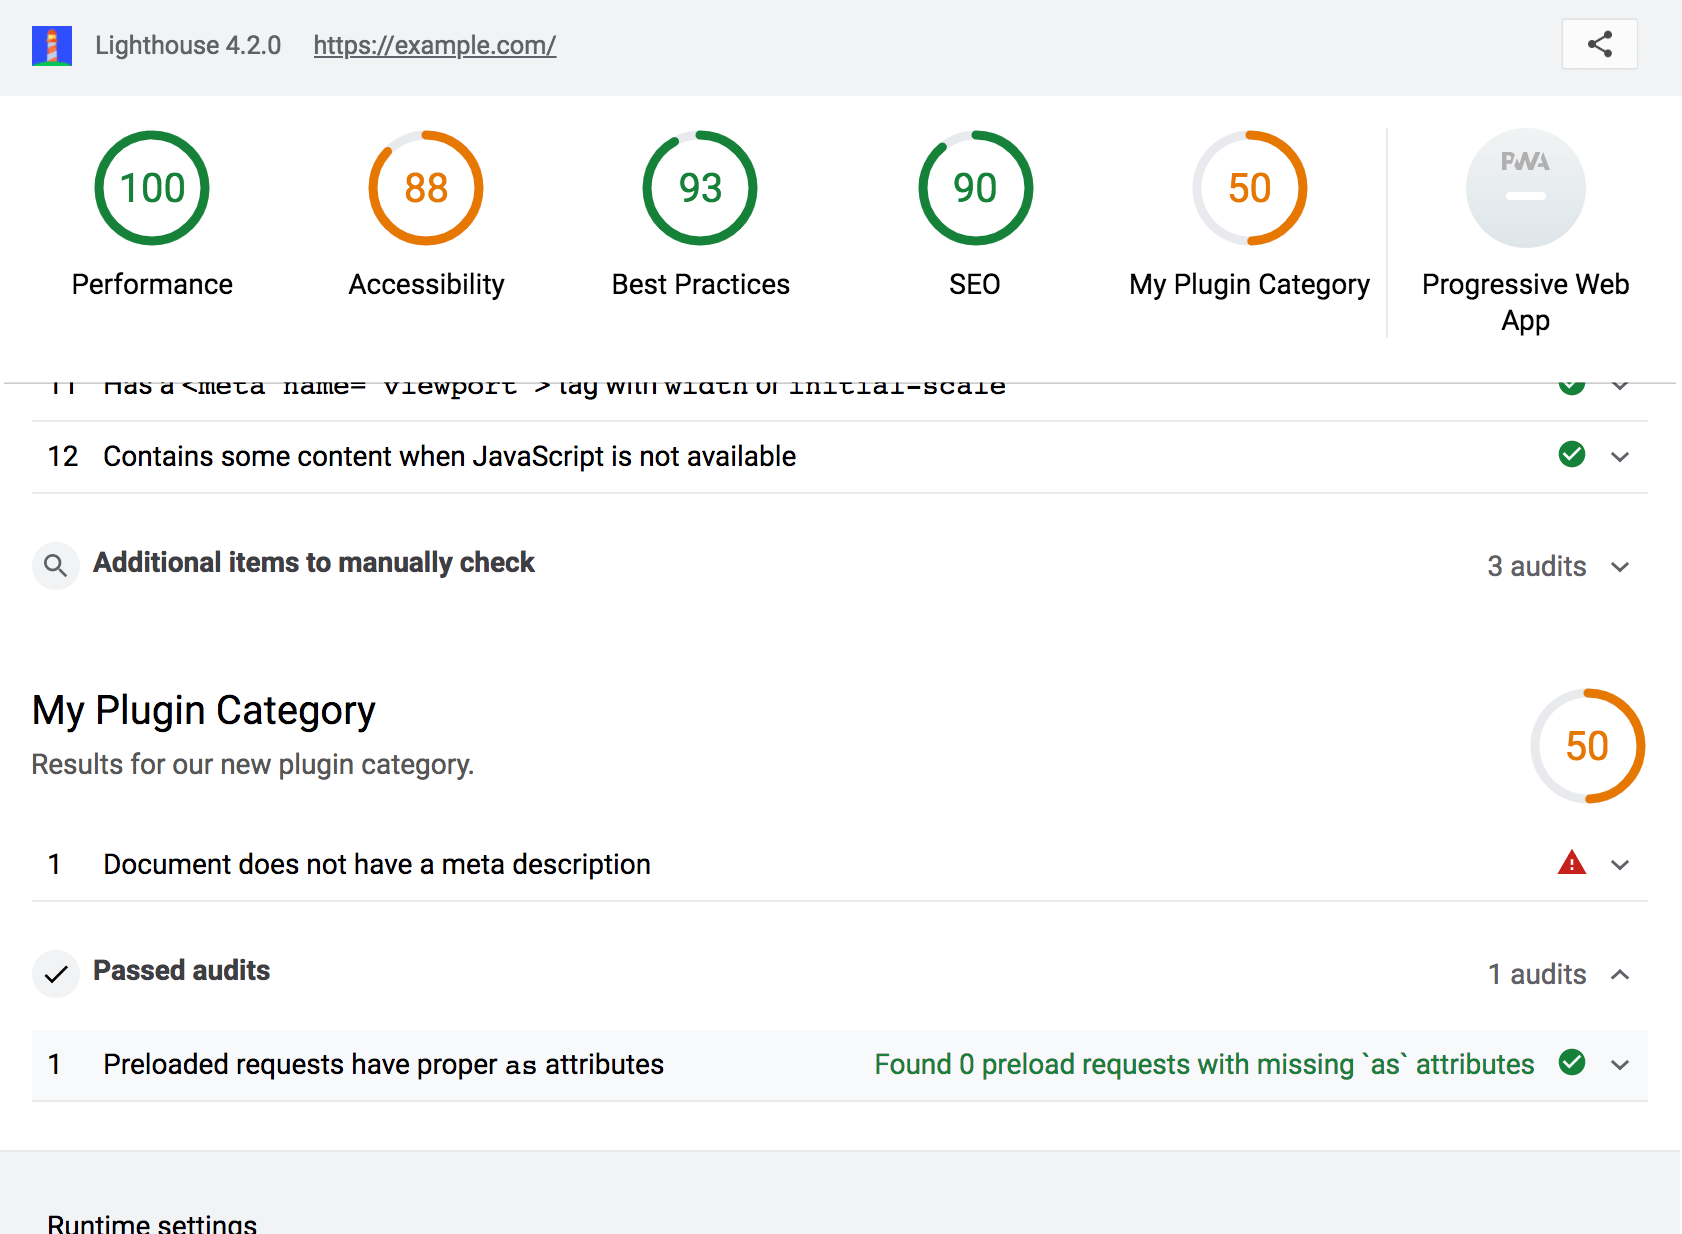 Lighthouse 4.2.0 https://example.com/
100 88 93 90 50 PWA
Performance Accessibility Best Practices SEO My Plugin Category Progressive Web
App
11 Has a <meta name="viewport"> tag with width or initial-scale
12 Contains some content when JavaScript is not available
Additional items to manually check 3 audits
My Plugin Category
50
Results for our new plugin category.
1 Document does not have a meta description
Passed audits 1 audits
1 Preloaded requests have proper as attributes Found 0 preload requests with missing `as` attributes
Runtime settings